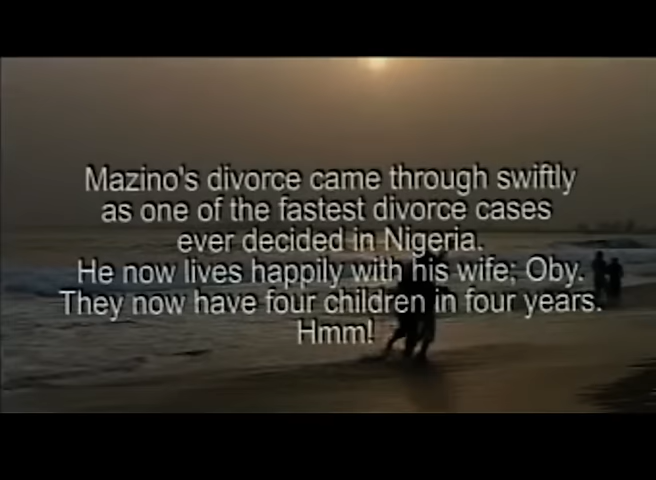 Mazino's divorce came through swiftly
as one of the fastest divorce cases
ever decided in Nigeria.
He now lives happily with his wife; Oby.
They now have four children in four years.
Hmm!